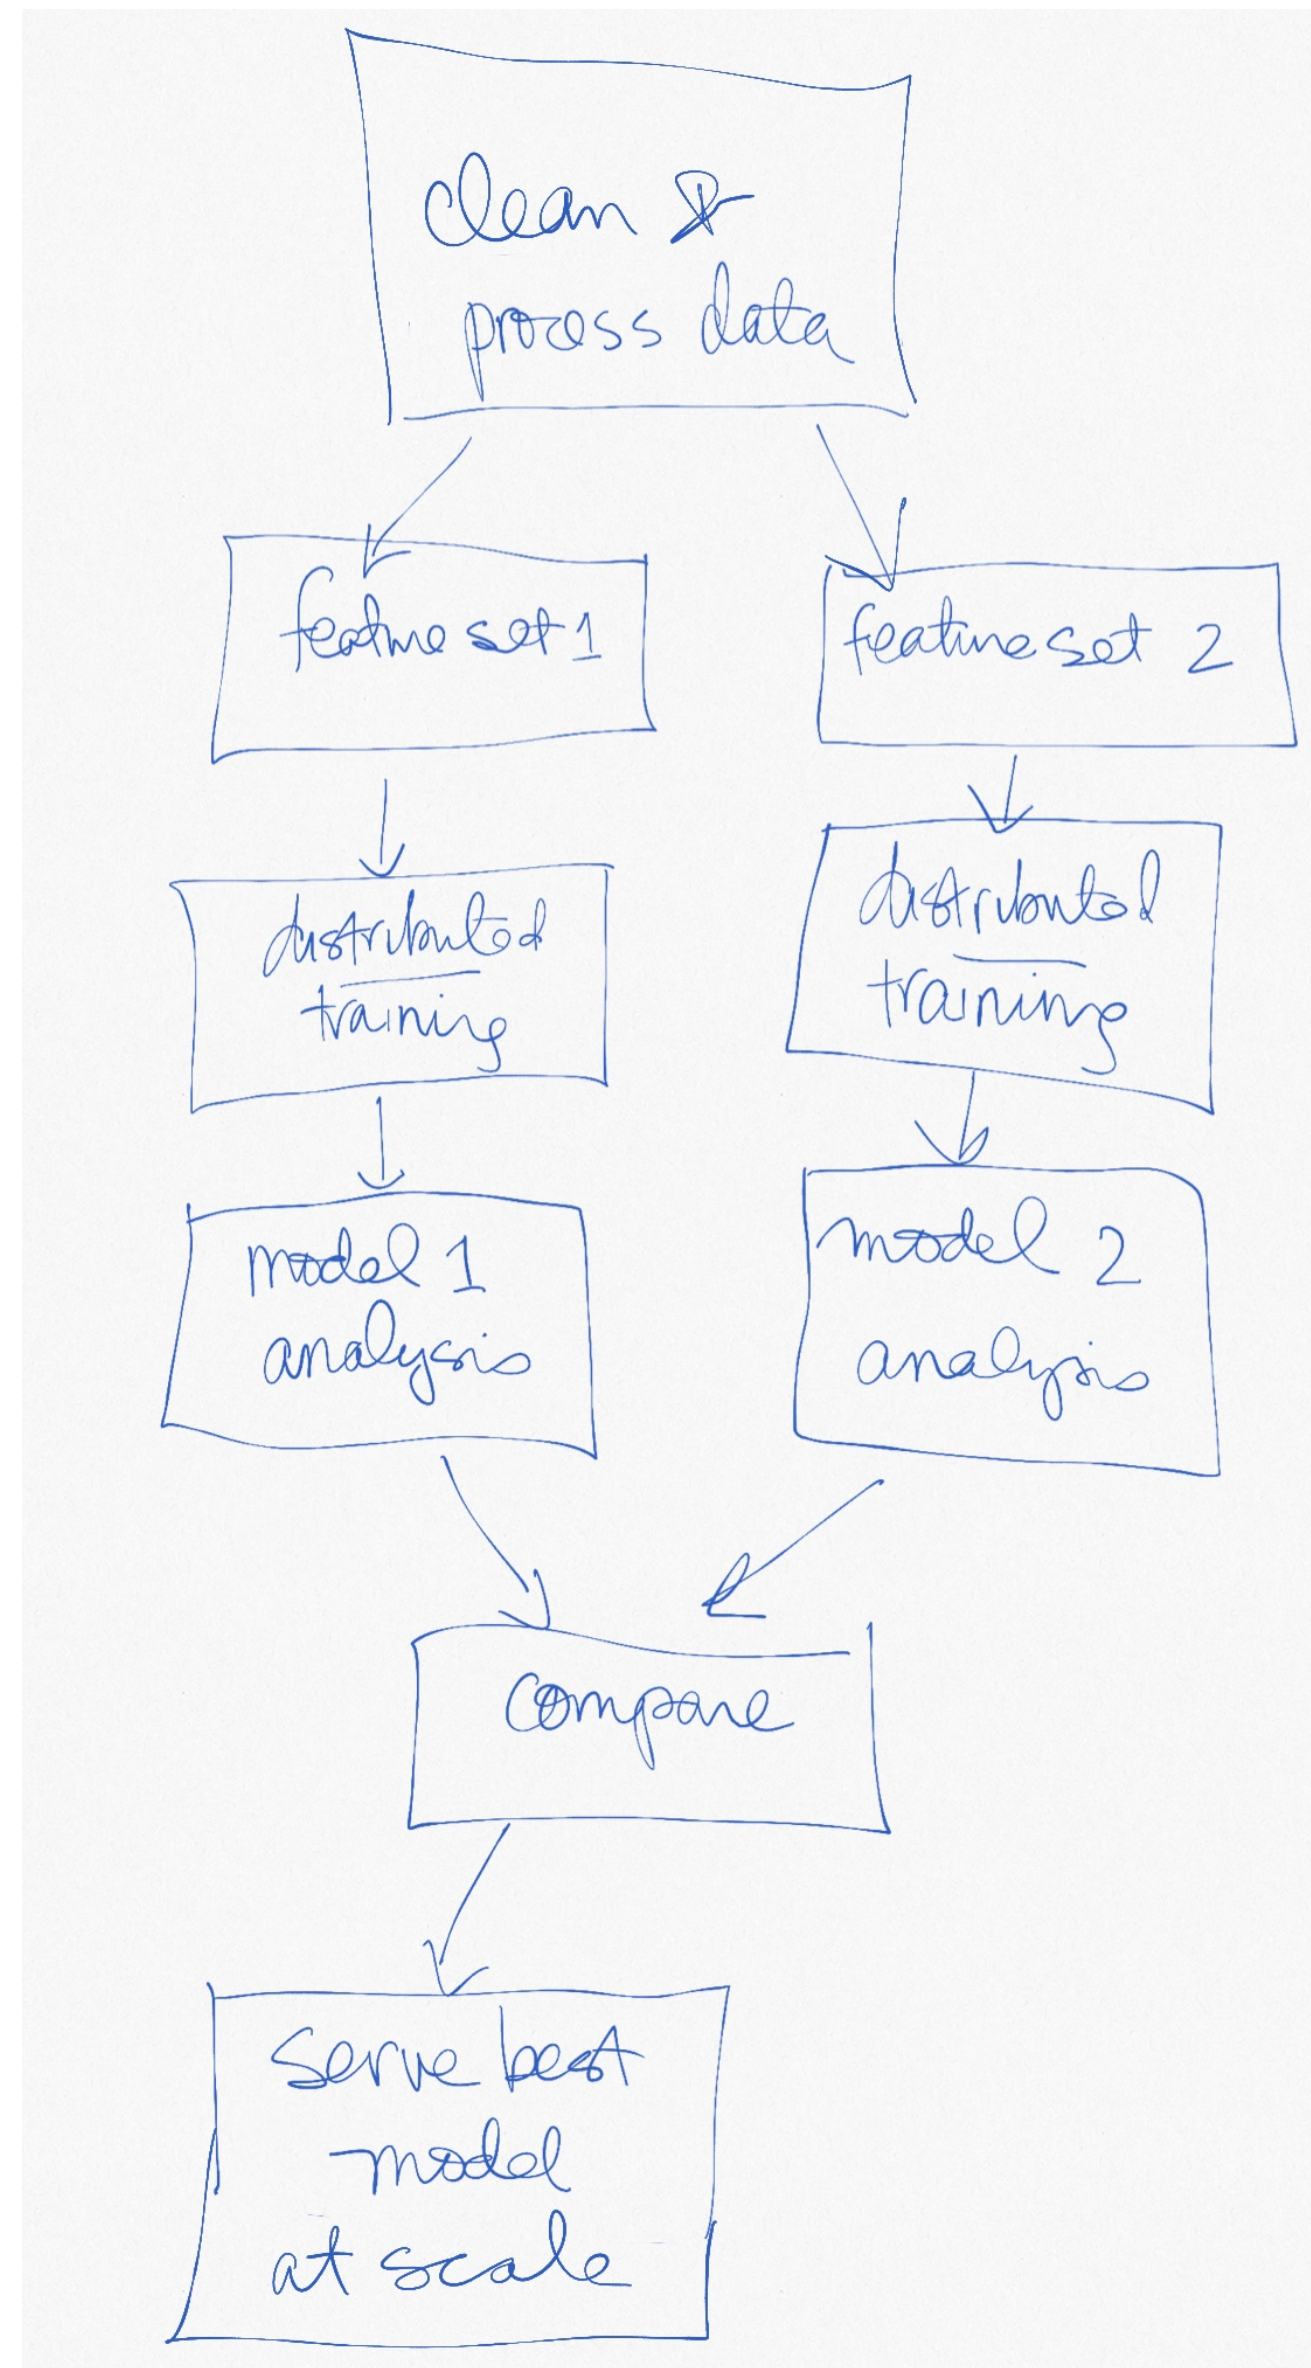 clean &
process data
feature set 1
feature set 2
distributed
training
distributed
training
model 1
analysis
model 2
analysis
compare
serve best
model
at scale